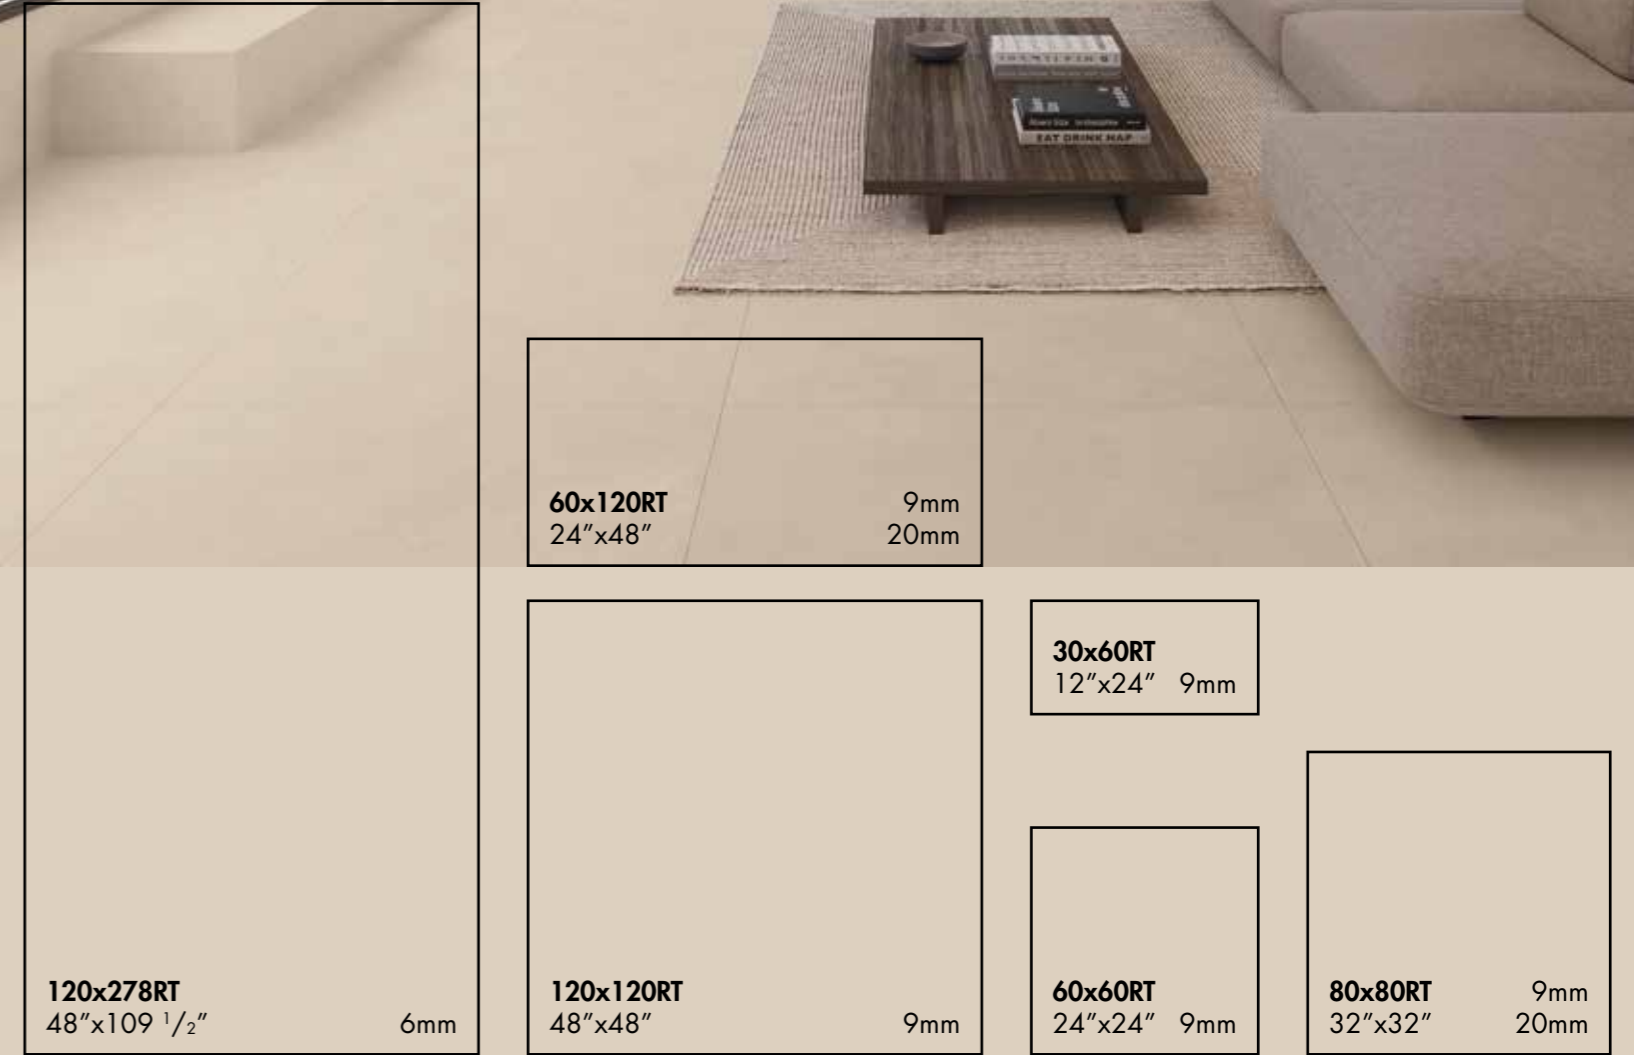 EAT DRINK NAP
60x120RT 9mm
24”x48” 20mm
30x60RT
12”x24” 9mm
120x278RT
48”x109 1/2” 6mm
120x120RT
48”x48” 9mm
60x60RT
24”x24” 9mm
80x80RT 9mm
32”x32” 20mm